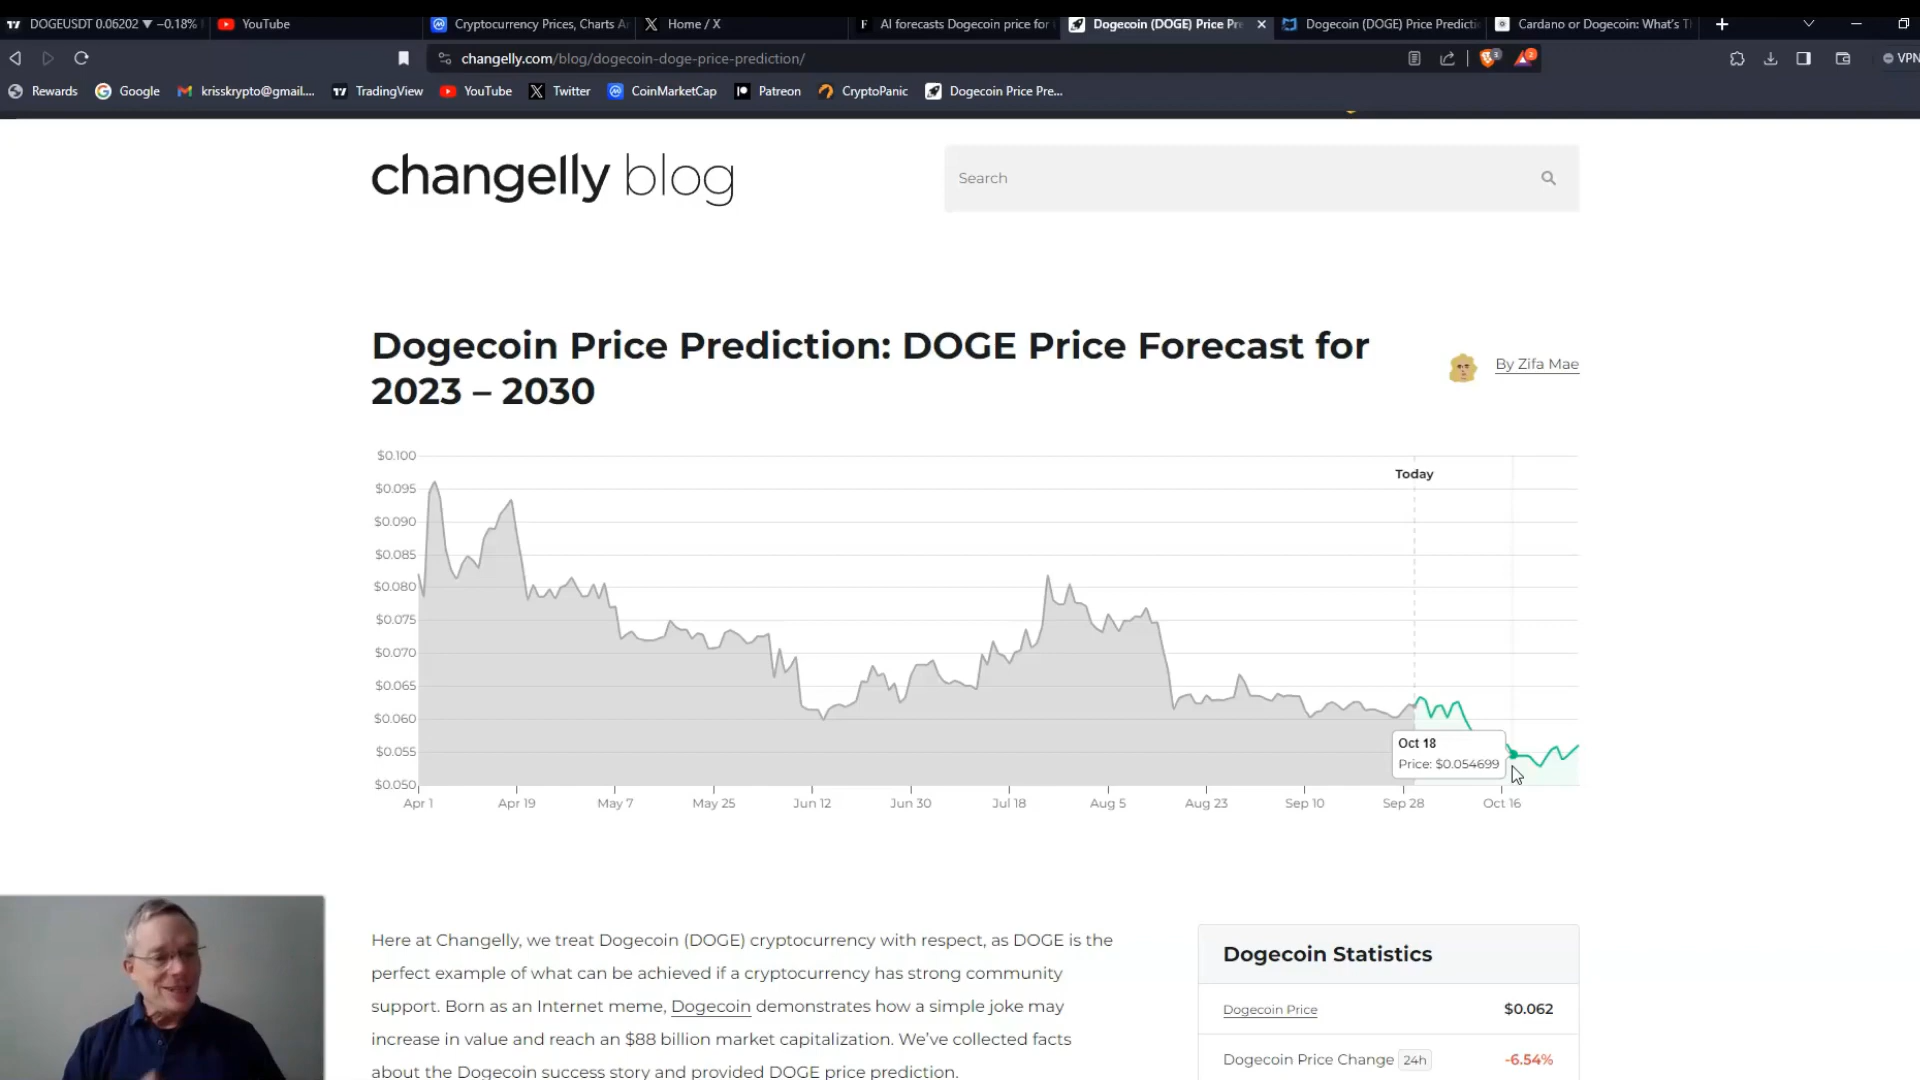 DOGEUSDT 0.06202 ▼ −0.18%
YouTube
Cryptocurrency Prices, Charts A
Home / X
AI forecasts Dogecoin price for
Dogecoin (DOGE) Price Pr
Dogecoin (DOGE) Price Predicti
Cardano or Dogecoin: What's T
changelly.com/blog/dogecoin-doge-price-prediction/
3
2
VPN
Rewards
Google
krisskrypto@gmail....
TradingView
YouTube
Twitter
CoinMarketCap
Patreon
CryptoPanic
Dogecoin Price Pre...
changelly blog
Search
Dogecoin Price Prediction: DOGE Price Forecast for
2023 – 2030
By Zifa Mae
$0.100
$0.095
$0.090
$0.085
$0.080
$0.075
$0.070
$0.065
$0.060
$0.055
$0.050
Today
Oct 18
Price: $0.054699
Apr 1
Apr 19
May 7
May 25
Jun 12
Jun 30
Jul 18
Aug 5
Aug 23
Sep 10
Sep 28
Oct 16
Here at Changelly, we treat Dogecoin (DOGE) cryptocurrency with respect, as DOGE is the
perfect example of what can be achieved if a cryptocurrency has strong community
support. Born as an Internet meme, Dogecoin demonstrates how a simple joke may
increase in value and reach an $88 billion market capitalization. We've collected facts
about the Dogecoin success story and provided DOGE price prediction.
Dogecoin Statistics
Dogecoin Price
$0.062
Dogecoin Price Change 24h
-6.54%